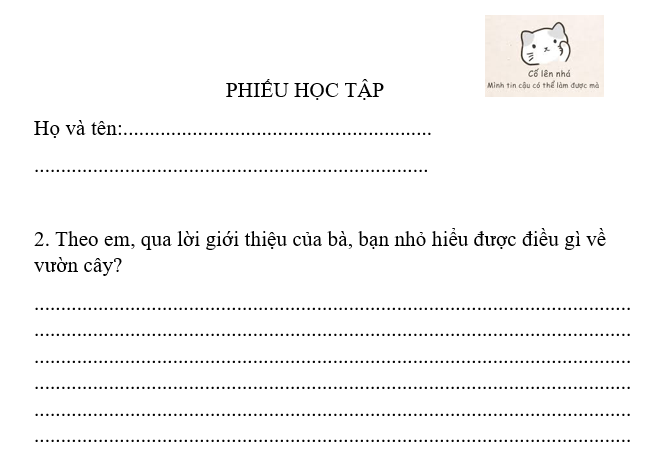 Cố lên nhá
Mình tin cậu có thể làm được mà
PHIẾU HỌC TẬP
Họ và tên:..........................................................
..........................................................................
2. Theo em, qua lời giới thiệu của bà, bạn nhỏ hiểu được điều gì về
vườn cây?
................................................................................................................
................................................................................................................
................................................................................................................
................................................................................................................
................................................................................................................
................................................................................................................